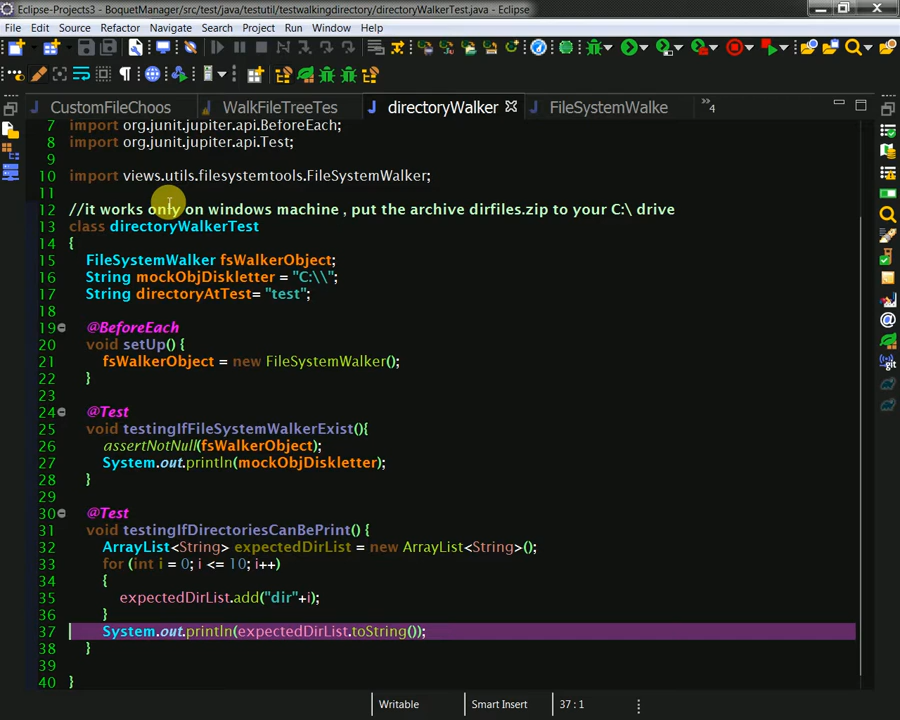 Eclipse-Projects3 - BoquetManager/src/test/java/testutil/testwalkingdirectory/directoryWalkerTest.java - Eclipse
File Edit Source Refactor Navigate Search Project Run Window Help
CustomFileChoos WalkFileTreeTes directoryWalker FileSystemWalke »4
7 import org.junit.jupiter.api.BeforeEach;
8 import org.junit.jupiter.api.Test;
9
10 import views.utils.filesystemtools.FileSystemWalker;
11
12 //it works only on windows machine , put the archive dirfiles.zip to your C:\ drive
13 class directoryWalkerTest
14 {
15 FileSystemWalker fsWalkerObject;
16 String mockObjDiskletter = "C:\\";
17 String directoryAtTest= "test";
18
19 @BeforeEach
20 void setUp() {
21 fsWalkerObject = new FileSystemWalker();
22 }
23
24 @Test
25 void testingIfFileSystemWalkerExist(){
26 assertNotNull(fsWalkerObject);
27 System.out.println(mockObjDiskletter);
28 }
29
30 @Test
31 void testingIfDirectoriesCanBePrint() {
32 ArrayList<String> expectedDirList = new ArrayList<String>();
33 for (int i = 0; i <= 10; i++)
34 {
35 expectedDirList.add("dir"+i);
36 }
37 System.out.println(expectedDirList.toString());
38 }
39
40 }
Writable Smart Insert 37 : 1